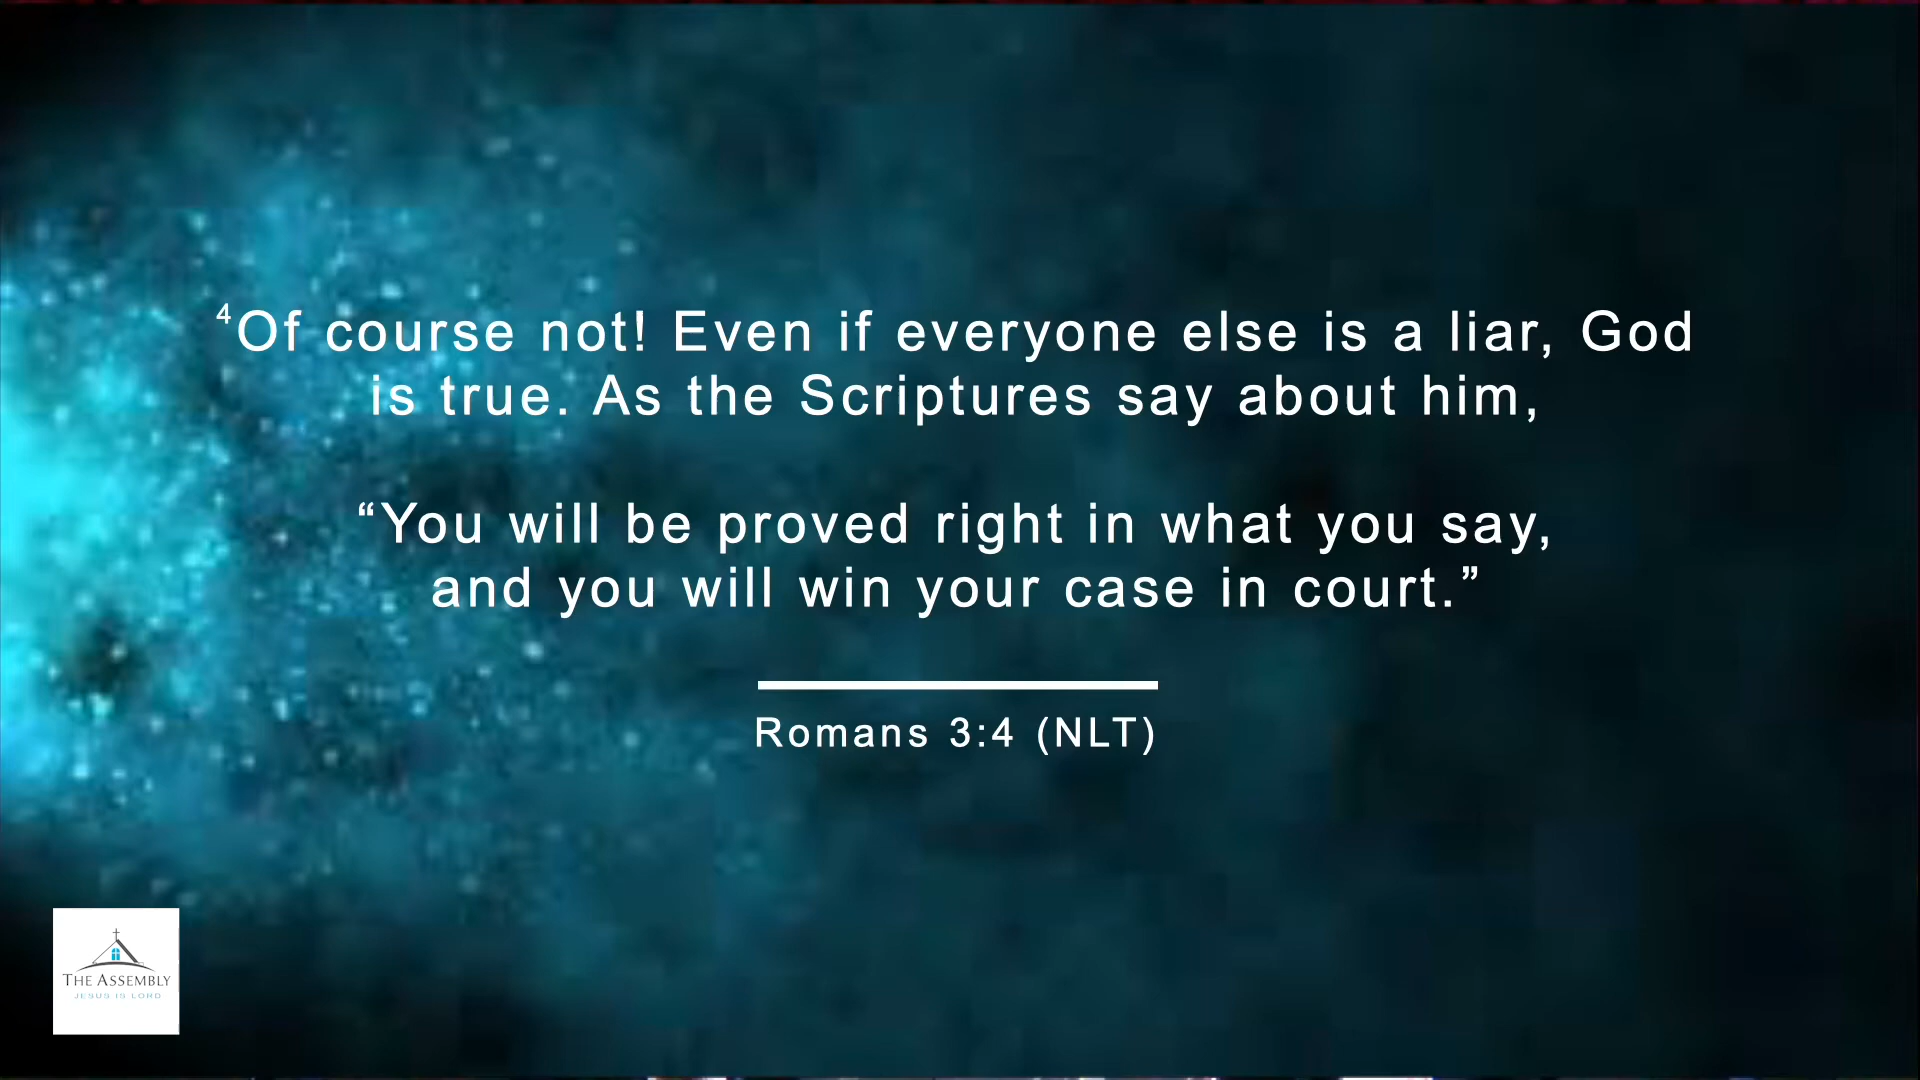 ⁴Of course not! Even if everyone else is a liar, God
is true. As the Scriptures say about him,
“You will be proved right in what you say,
and you will win your case in court.”
Romans 3:4 (NLT)
THE ASSEMBLY
JESUS IS LORD